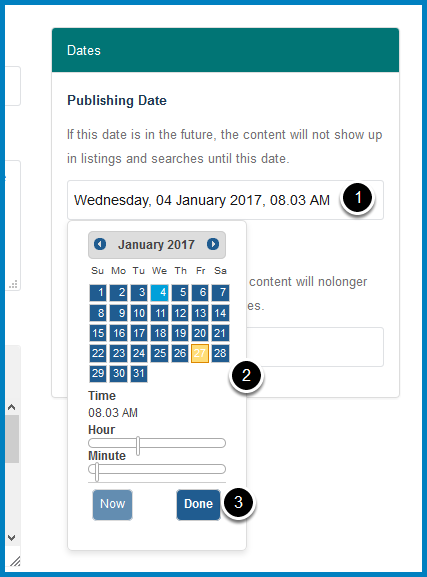 Dates
Publishing Date
If this date is in the future, the content will not show up
in listings and searches until this date.
Wednesday, 04 January 2017, 08.03 AM
1
January 2017
Su Mo Tu We Th Fr Sa
1 2 3 4 5 6 7
8 9 10 11 12 13 14
15 16 17 18 19 20 21
22 23 24 25 26 27 28
29 30 31
content will nolonger
es.
2
Time
08.03 AM
Hour
Minute
Now
Done
3